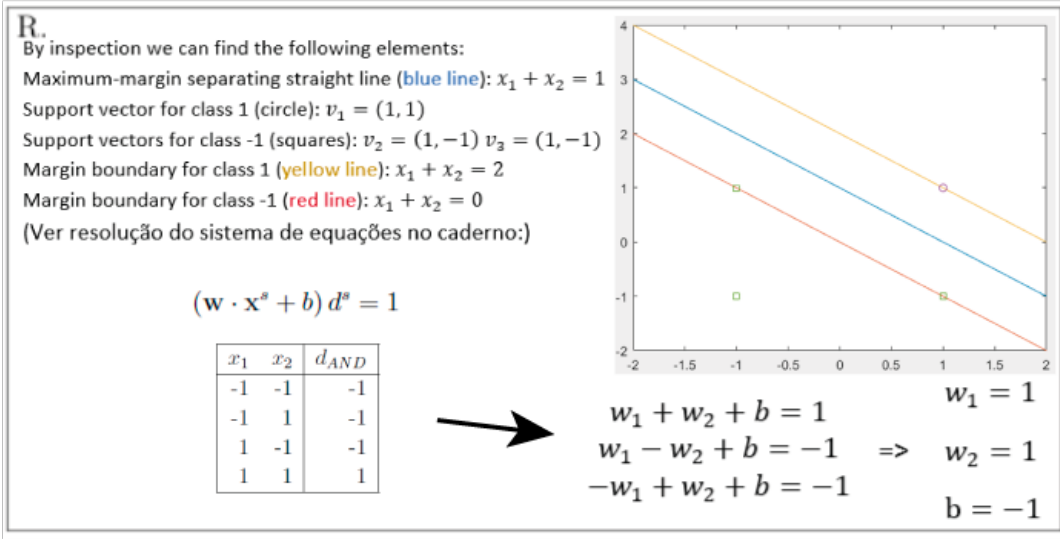 R.
By inspection we can find the following elements:
Maximum-margin separating straight line (blue line): x₁ + x₂ = 1
Support vector for class 1 (circle): v₁ = (1, 1)
Support vectors for class -1 (squares): v₂ = (1, −1) v₃ = (1, −1)
Margin boundary for class 1 (yellow line): x₁ + x₂ = 2
Margin boundary for class -1 (red line): x₁ + x₂ = 0
(Ver resolução do sistema de equações no caderno:)
(w · xˢ + b) dˢ = 1
x₁ x₂ d_AND
-1 -1 -1
-1 1 -1
1 -1 -1
1 1 1
4
3
2
1
0
-1
-2
-2 -1.5 -1 -0.5 0 0.5 1 1.5 2
w₁ + w₂ + b = 1
w₁ − w₂ + b = −1
−w₁ + w₂ + b = −1
=>
w₁ = 1
w₂ = 1
b = −1